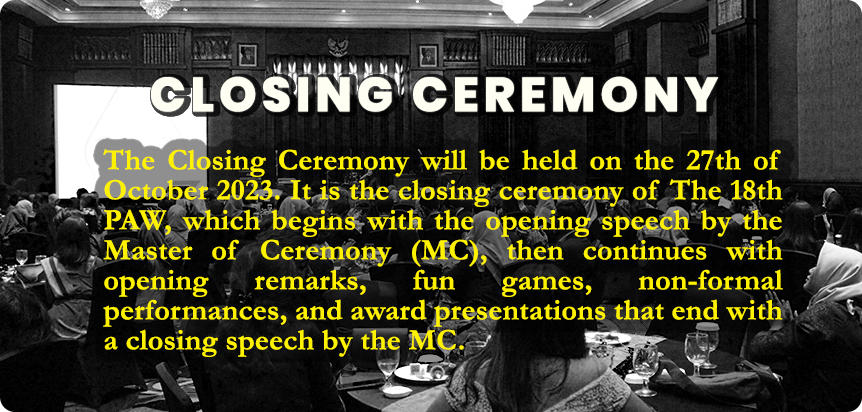 CLOSING CEREMONY
The Closing Ceremony will be held on the 27th of
October 2023. It is the closing ceremony of The 18th
PAW, which begins with the opening speech by the
Master of Ceremony (MC), then continues with
opening remarks, fun games, non-formal
performances, and award presentations that end with
a closing speech by the MC.